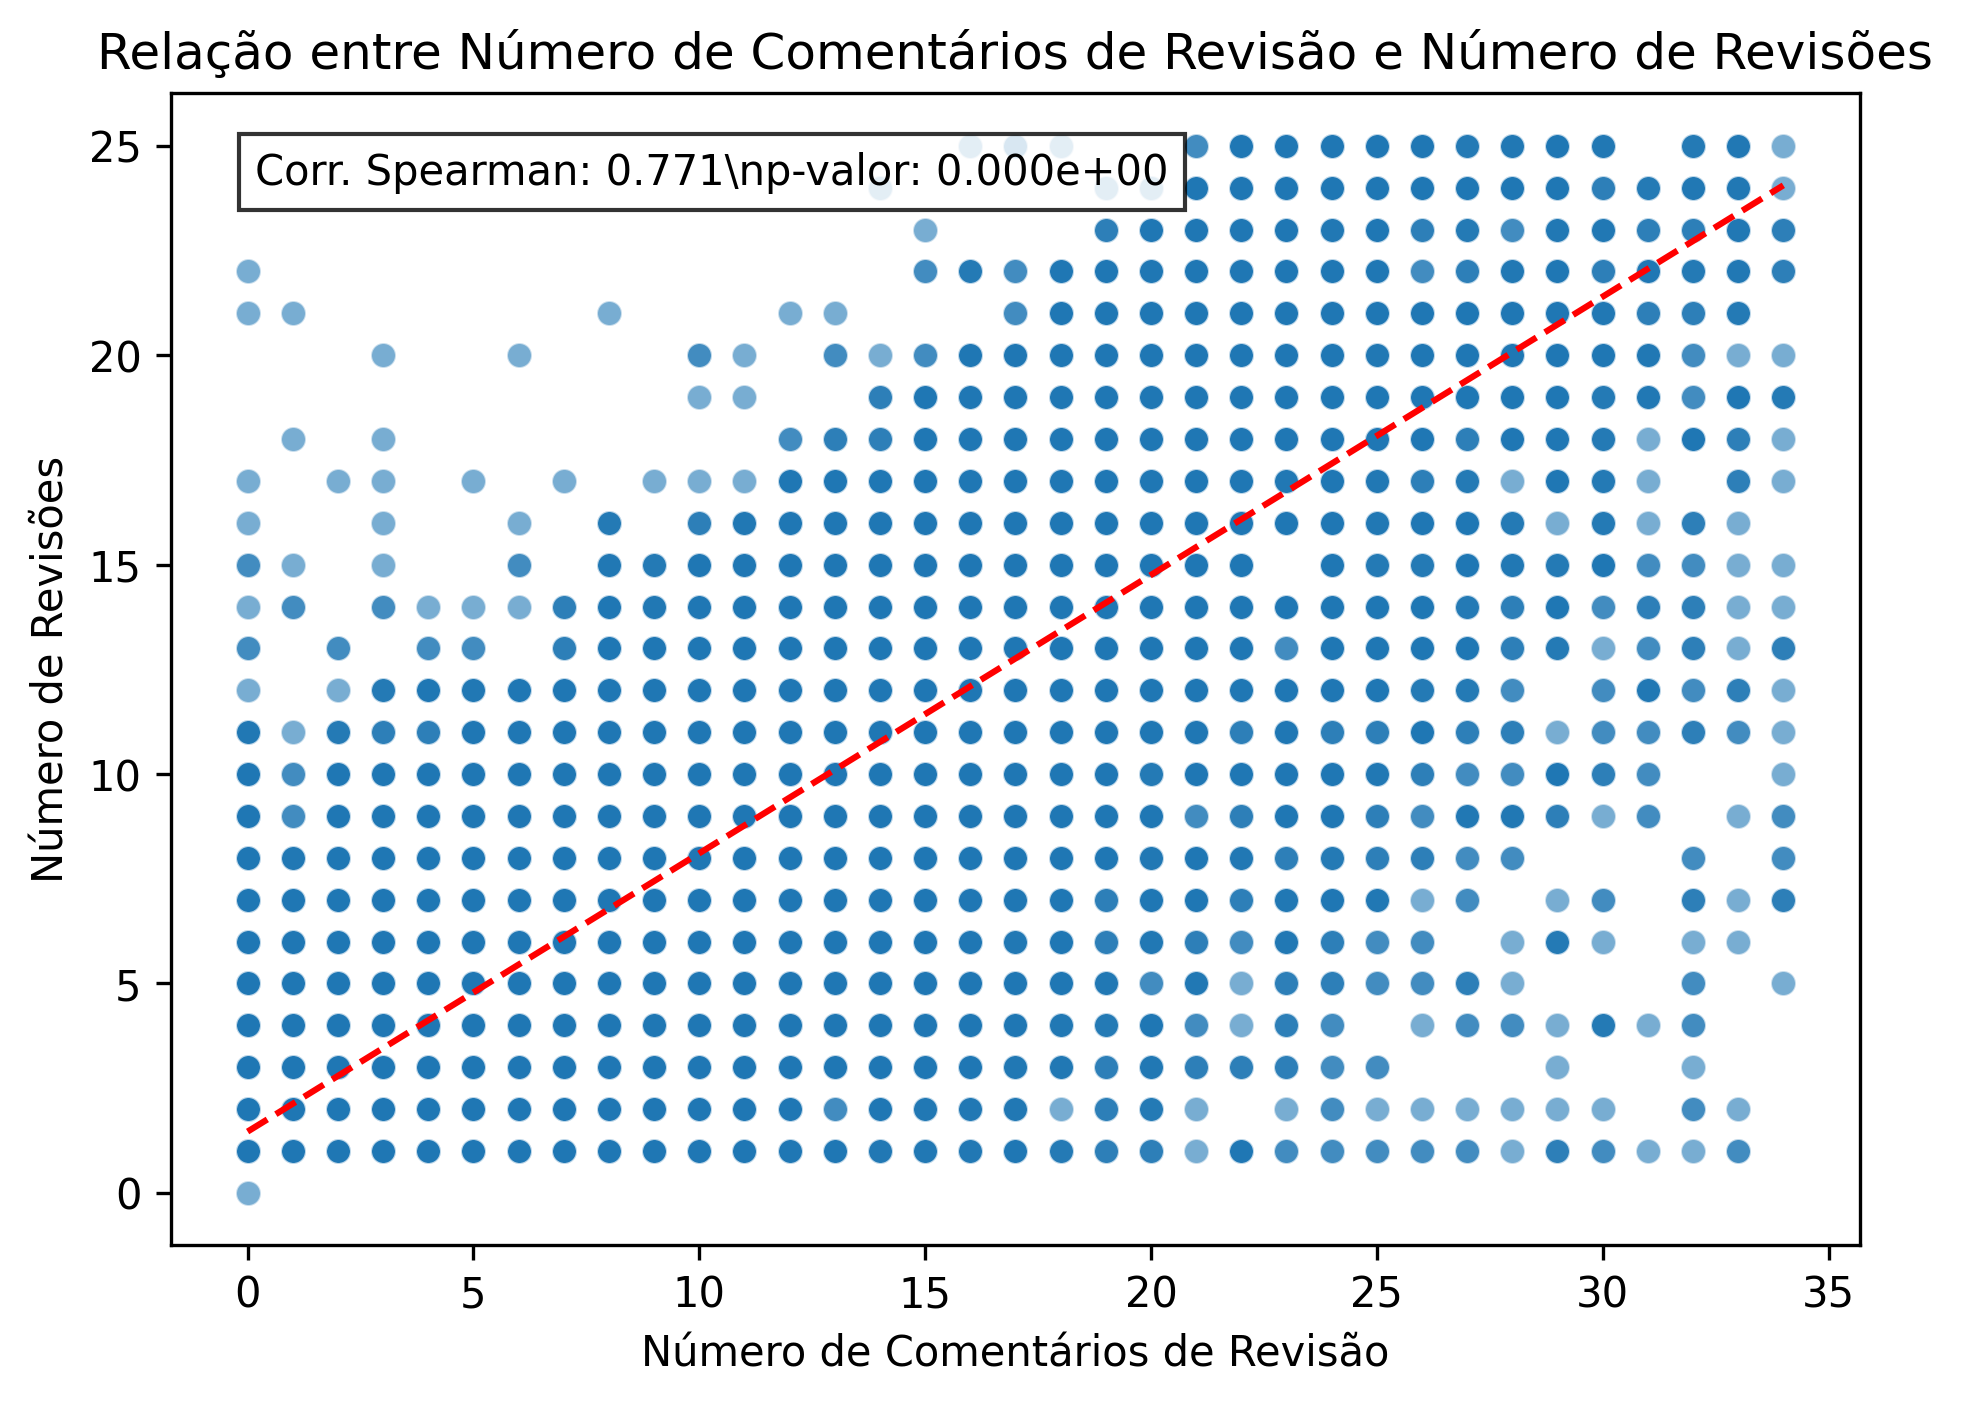 Relação entre Número de Comentários de Revisão e Número de Revisões
Corr. Spearman: 0.771\np-valor: 0.000e+00
25
20
15
10
5
0
Número de Revisões
0 5 10 15 20 25 30 35
Número de Comentários de Revisão